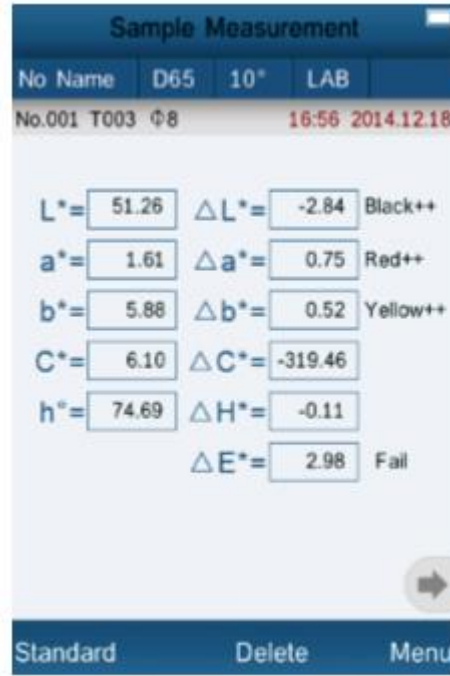 Sample Measurement
No Name D65 10° LAB
No.001 T003 Φ8 16:56 2014.12.18
L*= 51.26 △L*= -2.84 Black++
a*= 1.61 △a*= 0.75 Red++
b*= 5.88 △b*= 0.52 Yellow++
C*= 6.10 △C*= -319.46
h°= 74.69 △H*= -0.11
△E*= 2.98 Fail
Standard Delete Menu